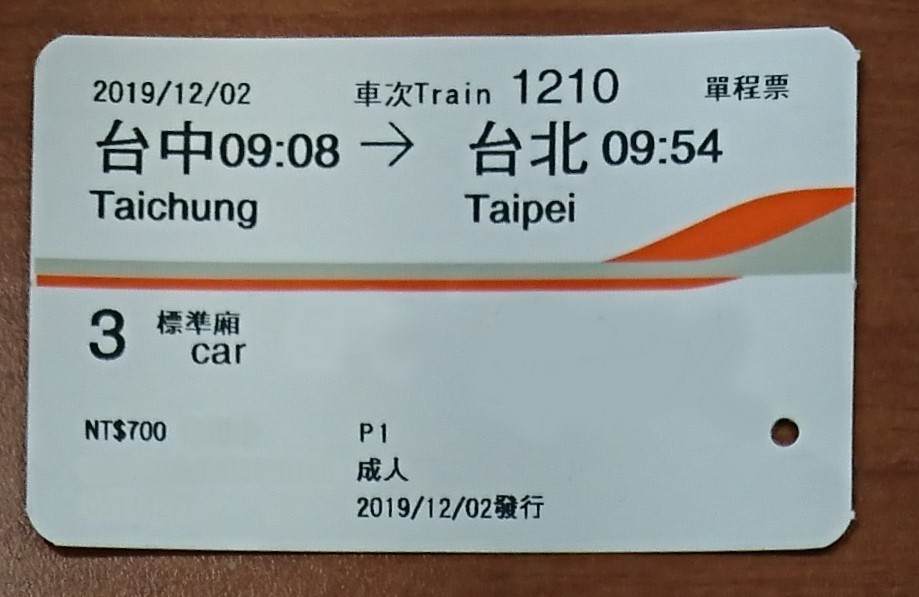 2019/12/02 車次Train 1210 單程票
台中09:08 → 台北 09:54
Taichung Taipei
3 標準廂
car
NT$700 P1
成人
2019/12/02發行